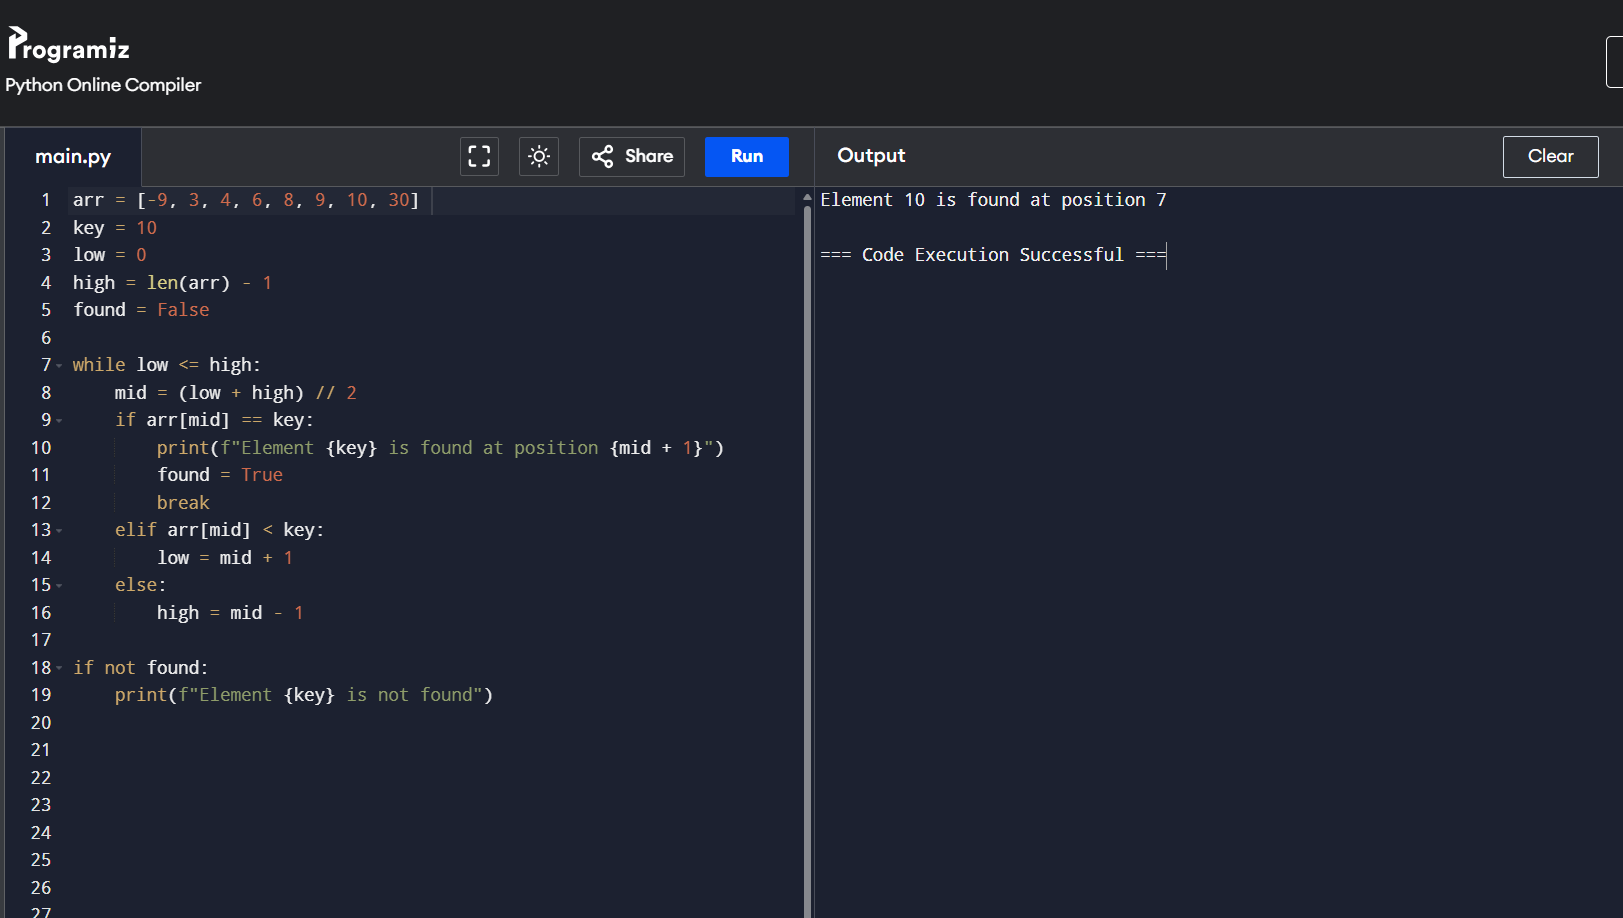 Programiz
Python Online Compiler
main.py
Share
Run
Output
Clear
1 arr = [-9, 3, 4, 6, 8, 9, 10, 30]
2 key = 10
3 low = 0
4 high = len(arr) - 1
5 found = False
6
7 while low <= high:
8     mid = (low + high) // 2
9     if arr[mid] == key:
10         print(f"Element {key} is found at position {mid + 1}")
11         found = True
12         break
13     elif arr[mid] < key:
14         low = mid + 1
15     else:
16         high = mid - 1
17
18 if not found:
19     print(f"Element {key} is not found")
20
21
22
23
24
25
26
27
Element 10 is found at position 7
=== Code Execution Successful ===